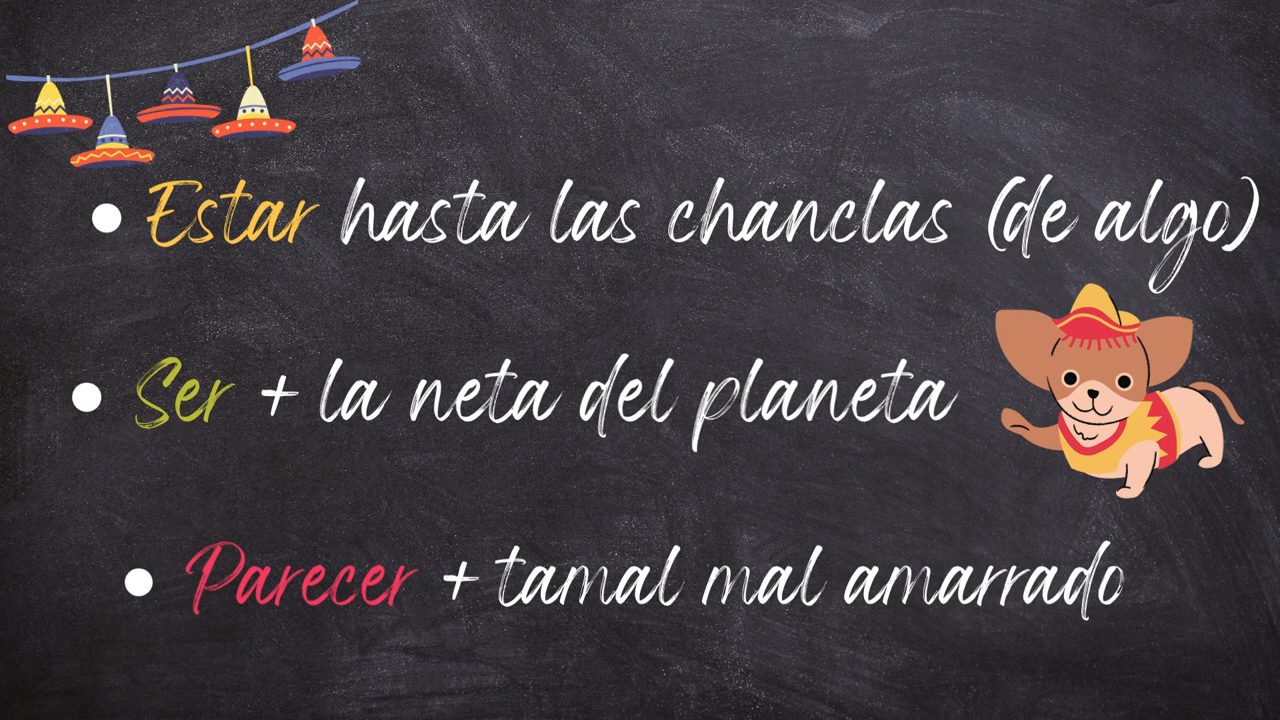 • Estar hasta las chanclas (de algo)
• Ser + la neta del planeta
• Parecer + tamal mal amarrado